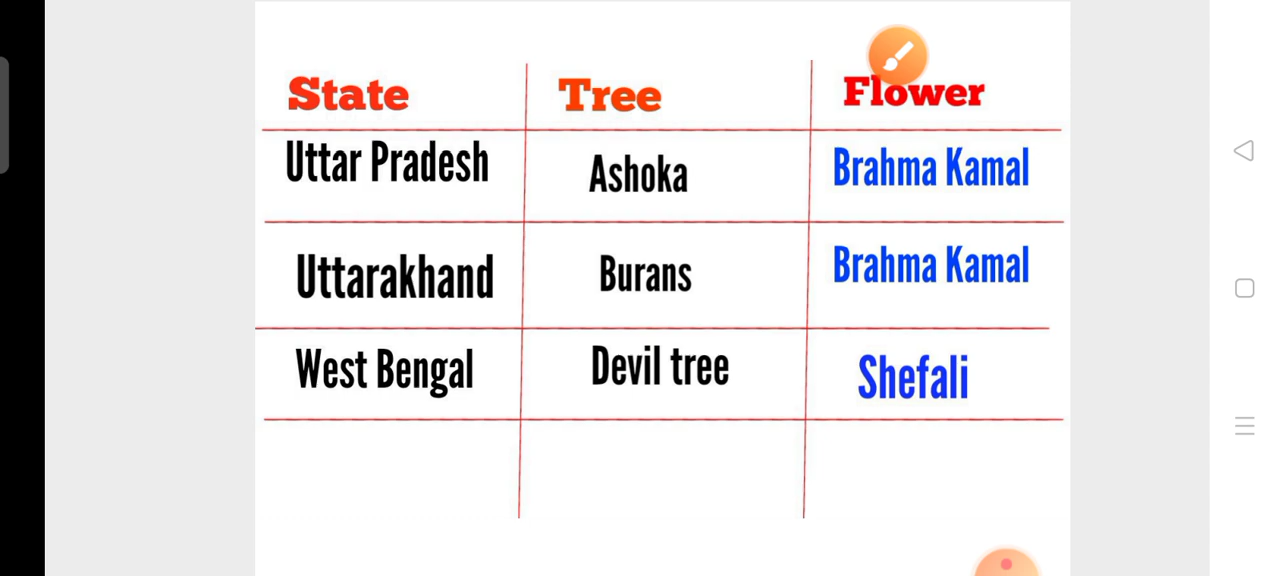 State Tree Flower
Uttar Pradesh Ashoka Brahma Kamal
Uttarakhand Burans Brahma Kamal
West Bengal Devil tree Shefali